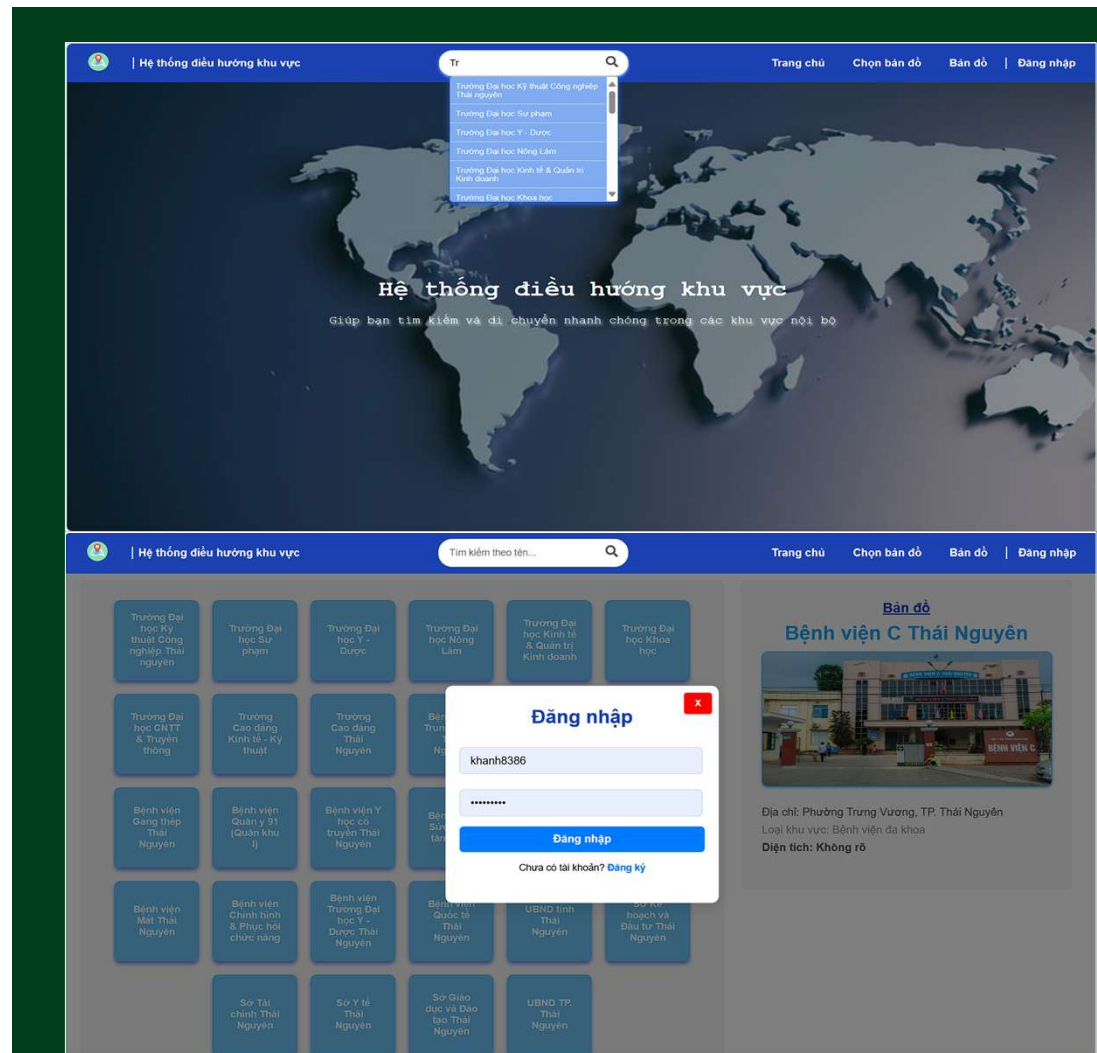 | Hệ thống điều hướng khu vực
Tr
Trang chủ
Chọn bản đồ
Bản đồ
| Đăng nhập
Trường Đại học Kỹ thuật Công nghiệp
Thái nguyên
Trường Đại học Sư phạm
Trường Đại học Y - Dược
Trường Đại học Nông Lâm
Trường Đại học Kinh tế & Quản trị
Kinh doanh
Trường Đại học Khoa học
Hệ thống điều hướng khu vực
Giúp bạn tìm kiếm và di chuyển nhanh chóng trong các khu vực nội bộ
| Hệ thống điều hướng khu vực
Tìm kiếm theo tên...
Trang chủ
Chọn bản đồ
Bản đồ
| Đăng nhập
Trường Đại
học Kỹ
thuật Công
nghiệp Thái
nguyên
Trường Đại
học Sư
phạm
Trường Đại
học Y -
Dược
Trường Đại
học Nông
Lâm
Trường Đại
học Kinh tế
& Quản trị
Kinh doanh
Trường Đại
học Khoa
học
Trường Đại
học CNTT
& Truyền
thông
Trường
Cao đẳng
Kinh tế - Kỹ
thuật
Trường
Cao đẳng
Thái
Nguyên
Bệnh viện
Gang thép
Thái
Nguyên
Bệnh viện
Quân y 91
(Quân khu
I)
Bệnh viện Y
học cổ
truyền Thái
Nguyên
Bệnh viện
Mắt Thái
Nguyên
Bệnh viện
Chỉnh hình
& Phục hồi
chức năng
Bệnh viện
Trường Đại
học Y -
Dược Thái
Nguyên
Bệnh viện
Quốc tế
Thái
Nguyên
UBND tỉnh
Thái
Nguyên
Sở Kế
hoạch và
Đầu tư Thái
Nguyên
Sở Tài
chính Thái
Nguyên
Sở Y tế
Thái
Nguyên
Sở Giáo
dục và Đào
tạo Thái
Nguyên
UBND TP.
Thái
Nguyên
X
Đăng nhập
khanh8386
•••••••••
Đăng nhập
Chưa có tài khoản? Đăng ký
Bản đồ
Bệnh viện C Thái Nguyên
BỆNH VIỆN C
Địa chỉ: Phường Trưng Vương, TP. Thái Nguyên
Loại khu vực: Bệnh viện đa khoa
Diện tích: Không rõ